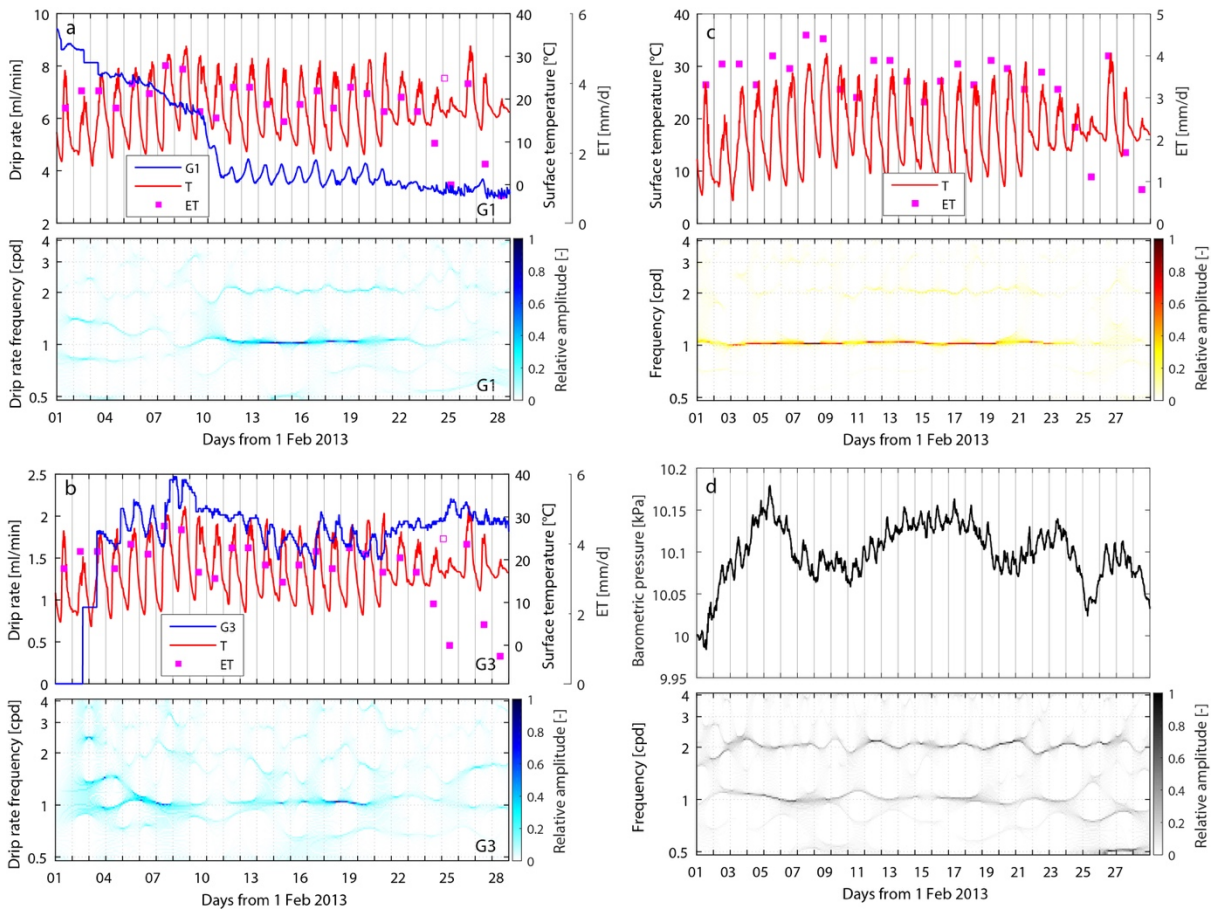 a
Drip rate [ml/min]
10
8
6
4
2
G1
T
ET
G1
40
30
20
10
0
Surface temperature [°C]
6
4
2
0
ET [mm/d]
Drip rate frequency [cpd]
4
3
2
1
0.5
G1
1
0.8
0.6
0.4
0.2
0
Relative amplitude [-]
01 03 05 07 10 13 14 16 19 22 23 25 28
Days from 1 Feb 2013
c
Surface temperature [°C]
40
30
20
10
0
T
ET
5
4
3
2
1
0
ET [mm/d]
Frequency [cpd]
4
3
2
1
0.5
1
0.8
0.6
0.4
0.2
0
Relative amplitude [-]
01 03 05 07 09 11 13 15 17 19 21 23 25 27
Days from 1 Feb 2013
b
Drip rate [ml/min]
2.5
2
1.5
1
0.5
0
G3
T
ET
G3
40
30
20
10
0
Surface temperature [°C]
6
4
2
0
ET [mm/d]
Drip rate frequency [cpd]
4
3
2
1
0.5
G3
1
0.8
0.6
0.4
0.2
0
Relative amplitude [-]
01 03 05 07 10 13 14 16 19 22 23 25 28
Days from 1 Feb 2013
d
Barometric pressure [kPa]
10.2
10.15
10.1
10.05
10
9.95
Frequency [cpd]
4
3
2
1
0.5
1
0.8
0.6
0.4
0.2
0
Relative amplitude [-]
01 03 05 07 09 11 13 15 17 19 21 23 25 27
Days from 1 Feb 2013